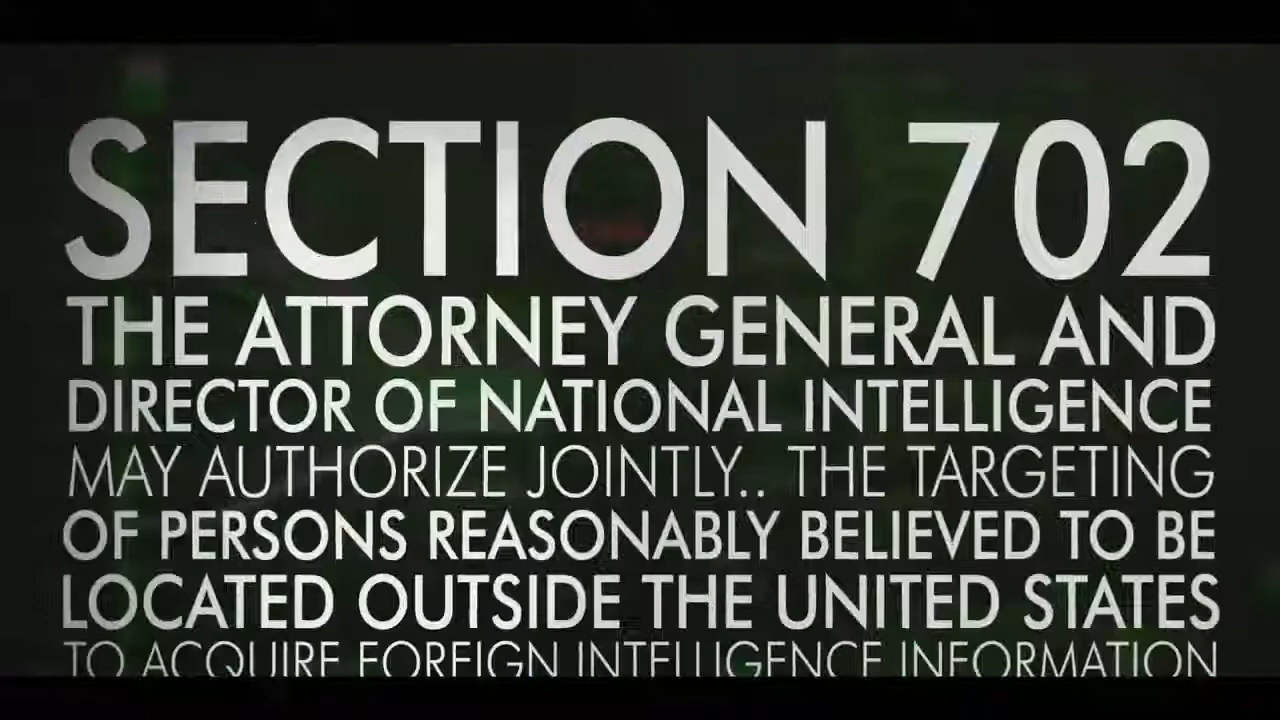 SECTION 702
THE ATTORNEY GENERAL AND
DIRECTOR OF NATIONAL INTELLIGENCE
MAY AUTHORIZE JOINTLY.. THE TARGETING
OF PERSONS REASONABLY BELIEVED TO BE
LOCATED OUTSIDE THE UNITED STATES
TO ACQUIRE FOREIGN INTELLIGENCE INFORMATION